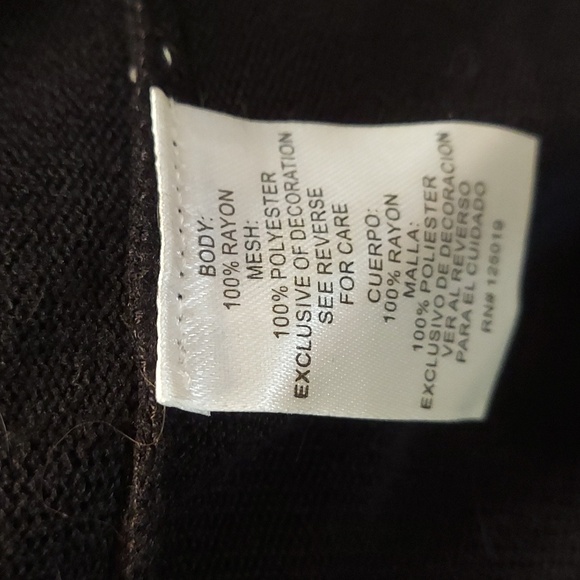 BODY:
100% RAYON
MESH:
100% POLYESTER
EXCLUSIVE OF DECORATION
SEE REVERSE
FOR CARE
CUERPO:
100% RAYON
MALLA:
100% POLIESTER
EXCLUSIVO DE DECORACION
VER AL REVERSO
PARA EL CUIDADO
RN# 125019